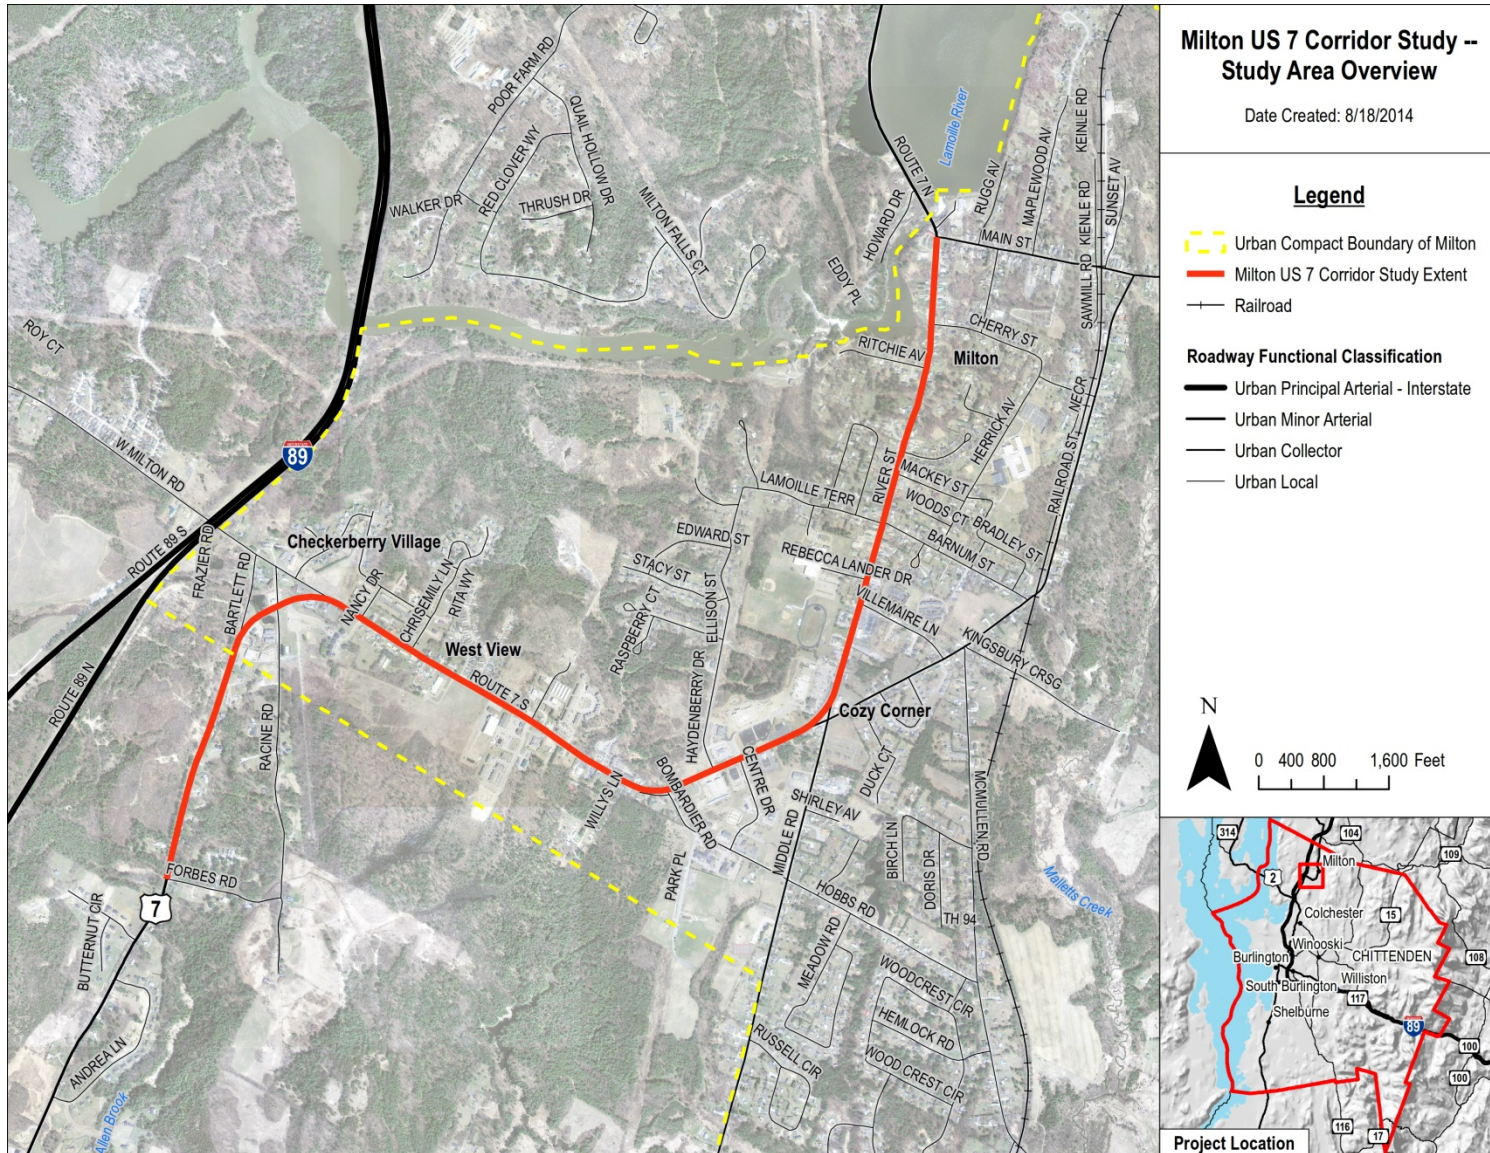 Milton US 7 Corridor Study --
Study Area Overview
Date Created: 8/18/2014
Legend
Urban Compact Boundary of Milton
Milton US 7 Corridor Study Extent
Railroad
Roadway Functional Classification
Urban Principal Arterial - Interstate
Urban Minor Arterial
Urban Collector
Urban Local
N
0 400 800 1,600 Feet
POOR FARM RD
QUAIL HOLLOW DR
RED CLOVER WY
WALKER DR
THRUSH DR
MILTON FALLS CT
ROUTE 7 N
Lamoille River
RUGG AV
MAPLEWOOD AV
KEINLE RD
KIENLE RD
SUNSET AV
HOWARD DR
MAIN ST
EDDY PL
SAWMILL RD
CHERRY ST
RITCHIE AV
Milton
ROY CT
NECR
HERRICK AV
W MILTON RD
89
RIVER ST
MACKEY ST
LAMOILLE TERR
WOODS CT
BRADLEY ST
RAILROAD ST
BARNUM ST
ROUTE 89 S
FRAZIER RD
Checkerberry Village
EDWARD ST
STACY ST
REBECCA LANDER DR
BARTLETT RD
NANCY DR
CHRISEMILY LN
RITA WY
RASPBERRY CT
ELLISON ST
VILLEMAIRE LN
KINGSBURY CRSG
West View
ROUTE 7 S
ROUTE 89 N
RACINE RD
HAYDENBERRY DR
Cozy Corner
BOMBARDIER RD
CENTRE DR
DUCK CT
WILLYS LN
SHIRLEY AV
MCMULLEN RD
MIDDLE RD
BIRCH LN
DORIS DR
FORBES RD
7
PARK PL
HOBBS RD
TH 94
Malletts Creek
BUTTERNUT CIR
MEADOW RD
WOODCREST CIR
HEMLOCK RD
RUSSELL CIR
WOOD CREST CIR
ANDREA LN
Allen Brook
314
104
109
Milton
2
Colchester
15
Winooski
CHITTENDEN
108
Burlington
Williston
South Burlington
117
Shelburne
89
100
100
116
17
Project Location